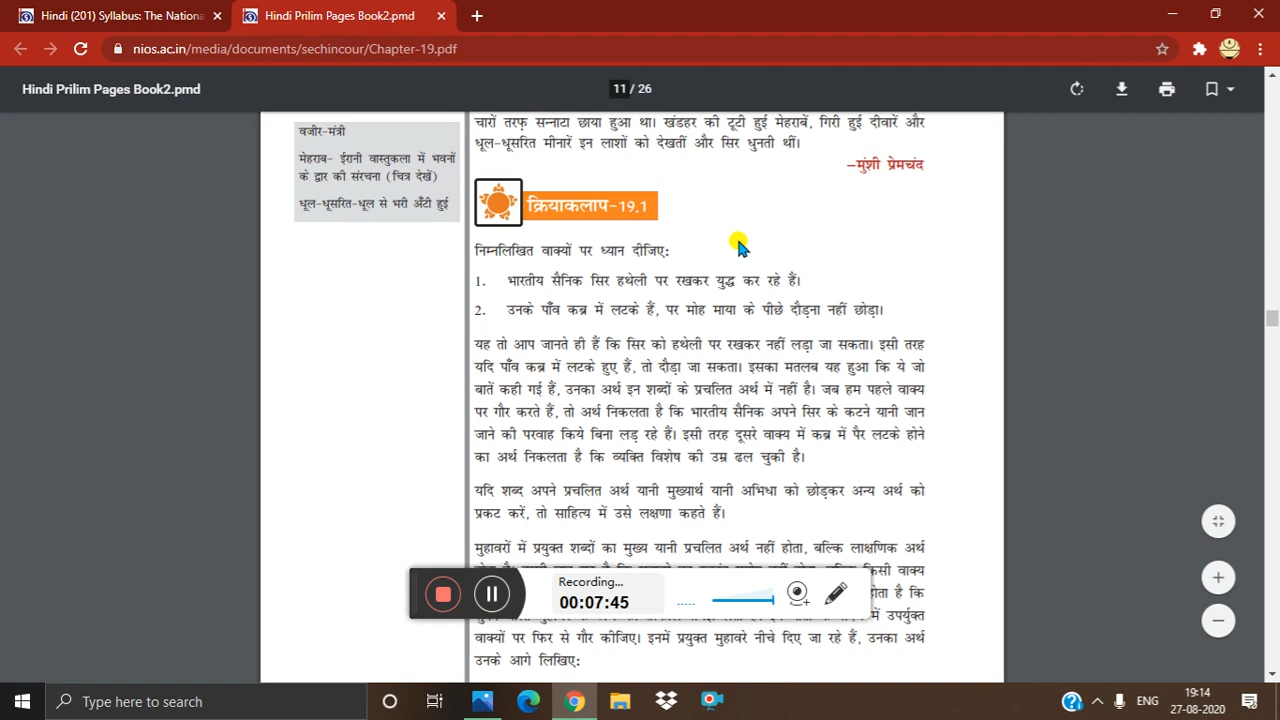 Hindi (201) Syllabus: The Nationa
Hindi Prilim Pages Book2.pmd
nios.ac.in/media/documents/sechincour/Chapter-19.pdf
Hindi Prilim Pages Book2.pmd
11 / 26
वजीर-मंत्री
मेहराब- ईरानी वास्तुकला में भवनों
के द्वार की संरचना (चित्र देखें)
धूल-धूसरित-धूल से भरी अँटी हुई
चारों तरफ़ सन्नाटा छाया हुआ था। खंडहर की टूटी हुई मेहराबें, गिरी हुई दीवारें और
धूल-धूसरित मीनारें इन लाशों को देखतीं और सिर धुनती थीं।
–मुंशी प्रेमचंद
क्रियाकलाप-19.1
निम्नलिखित वाक्यों पर ध्यान दीजिए:
1. भारतीय सैनिक सिर हथेली पर रखकर युद्ध कर रहे हैं।
2. उनके पाँव कब्र में लटके हैं, पर मोह माया के पीछे दौड़ना नहीं छोड़ा।
यह तो आप जानते ही हैं कि सिर को हथेली पर रखकर नहीं लड़ा जा सकता। इसी तरह
यदि पाँव कब्र में लटके हुए हैं, तो दौड़ा जा सकता। इसका मतलब यह हुआ कि ये जो
बातें कही गई हैं, उनका अर्थ इन शब्दों के प्रचलित अर्थ में नहीं है। जब हम पहले वाक्य
पर गौर करते हैं, तो अर्थ निकलता है कि भारतीय सैनिक अपने सिर के कटने यानी जान
जाने की परवाह किये बिना लड़ रहे हैं। इसी तरह दूसरे वाक्य में कब्र में पैर लटके होने
का अर्थ निकलता है कि व्यक्ति विशेष की उम्र ढल चुकी है।
यदि शब्द अपने प्रचलित अर्थ यानी मुख्यार्थ यानी अभिधा को छोड़कर अन्य अर्थ को
प्रकट करें, तो साहित्य में उसे लक्षणा कहते हैं।
मुहावरों में प्रयुक्त शब्दों का मुख्य यानी प्रचलित अर्थ नहीं होता, बल्कि लाक्षणिक अर्थ
किसी वाक्य
होता है कि
में उपर्युक्त
वाक्यों पर फिर से गौर कीजिए। इनमें प्रयुक्त मुहावरे नीचे दिए जा रहे हैं, उनका अर्थ
उनके आगे लिखिए:
Recording...
00:07:45
Type here to search
ENG
19:14
27-08-2020